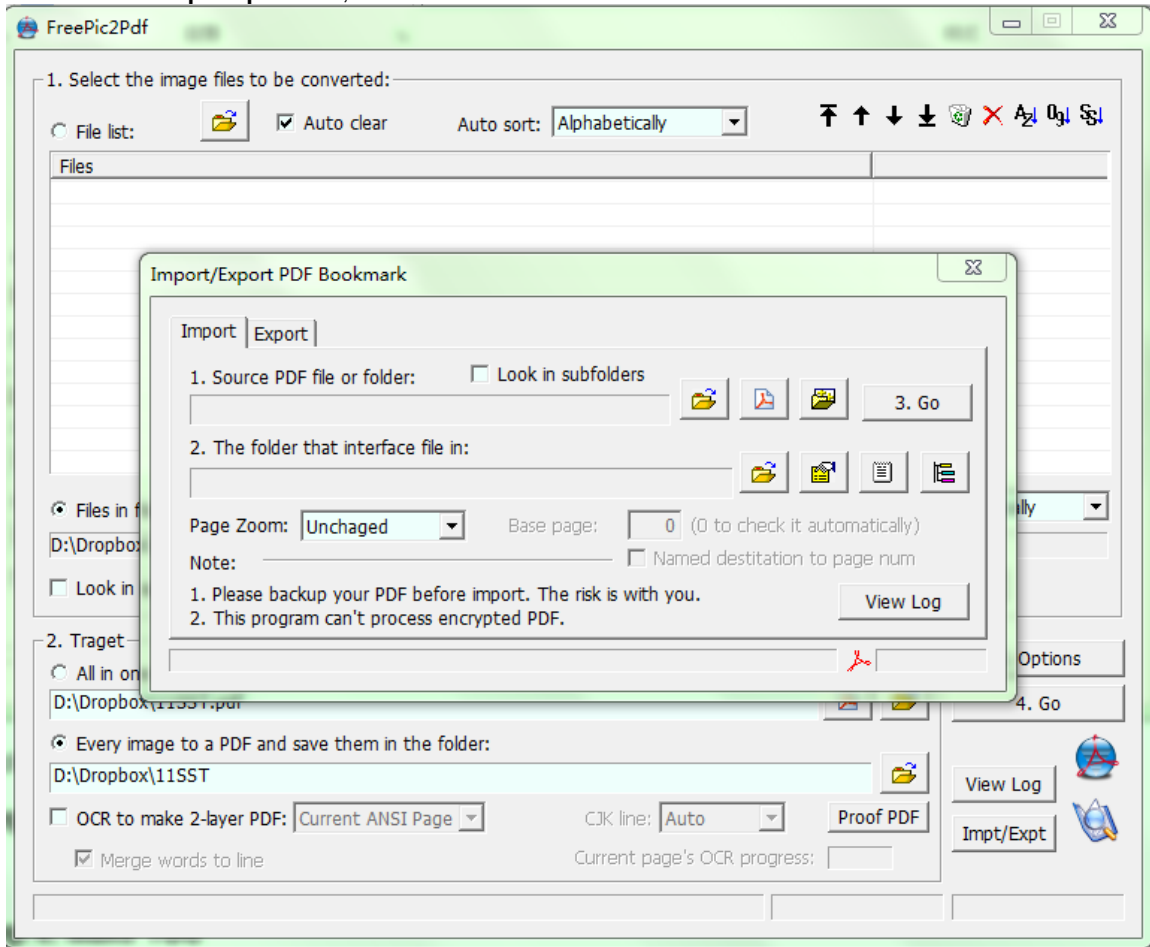 FreePic2Pdf
1. Select the image files to be converted:
File list:
Auto clear
Auto sort: Alphabetically
Files
Import/Export PDF Bookmark
Import Export
1. Source PDF file or folder:
Look in subfolders
3. Go
2. The folder that interface file in:
Page Zoom: Unchaged
Base page: 0 (0 to check it automatically)
Named destitation to page num
Note:
1. Please backup your PDF before import. The risk is with you.
2. This program can't process encrypted PDF.
View Log
Files in f
D:\Dropbox
Look in
2. Traget
All in on
Options
D:\Dropbox\11SST.pdf
4. Go
Every image to a PDF and save them in the folder:
D:\Dropbox\11SST
View Log
OCR to make 2-layer PDF: Current ANSI Page
CJK line: Auto
Proof PDF
Impt/Expt
Merge words to line
Current page's OCR progress: